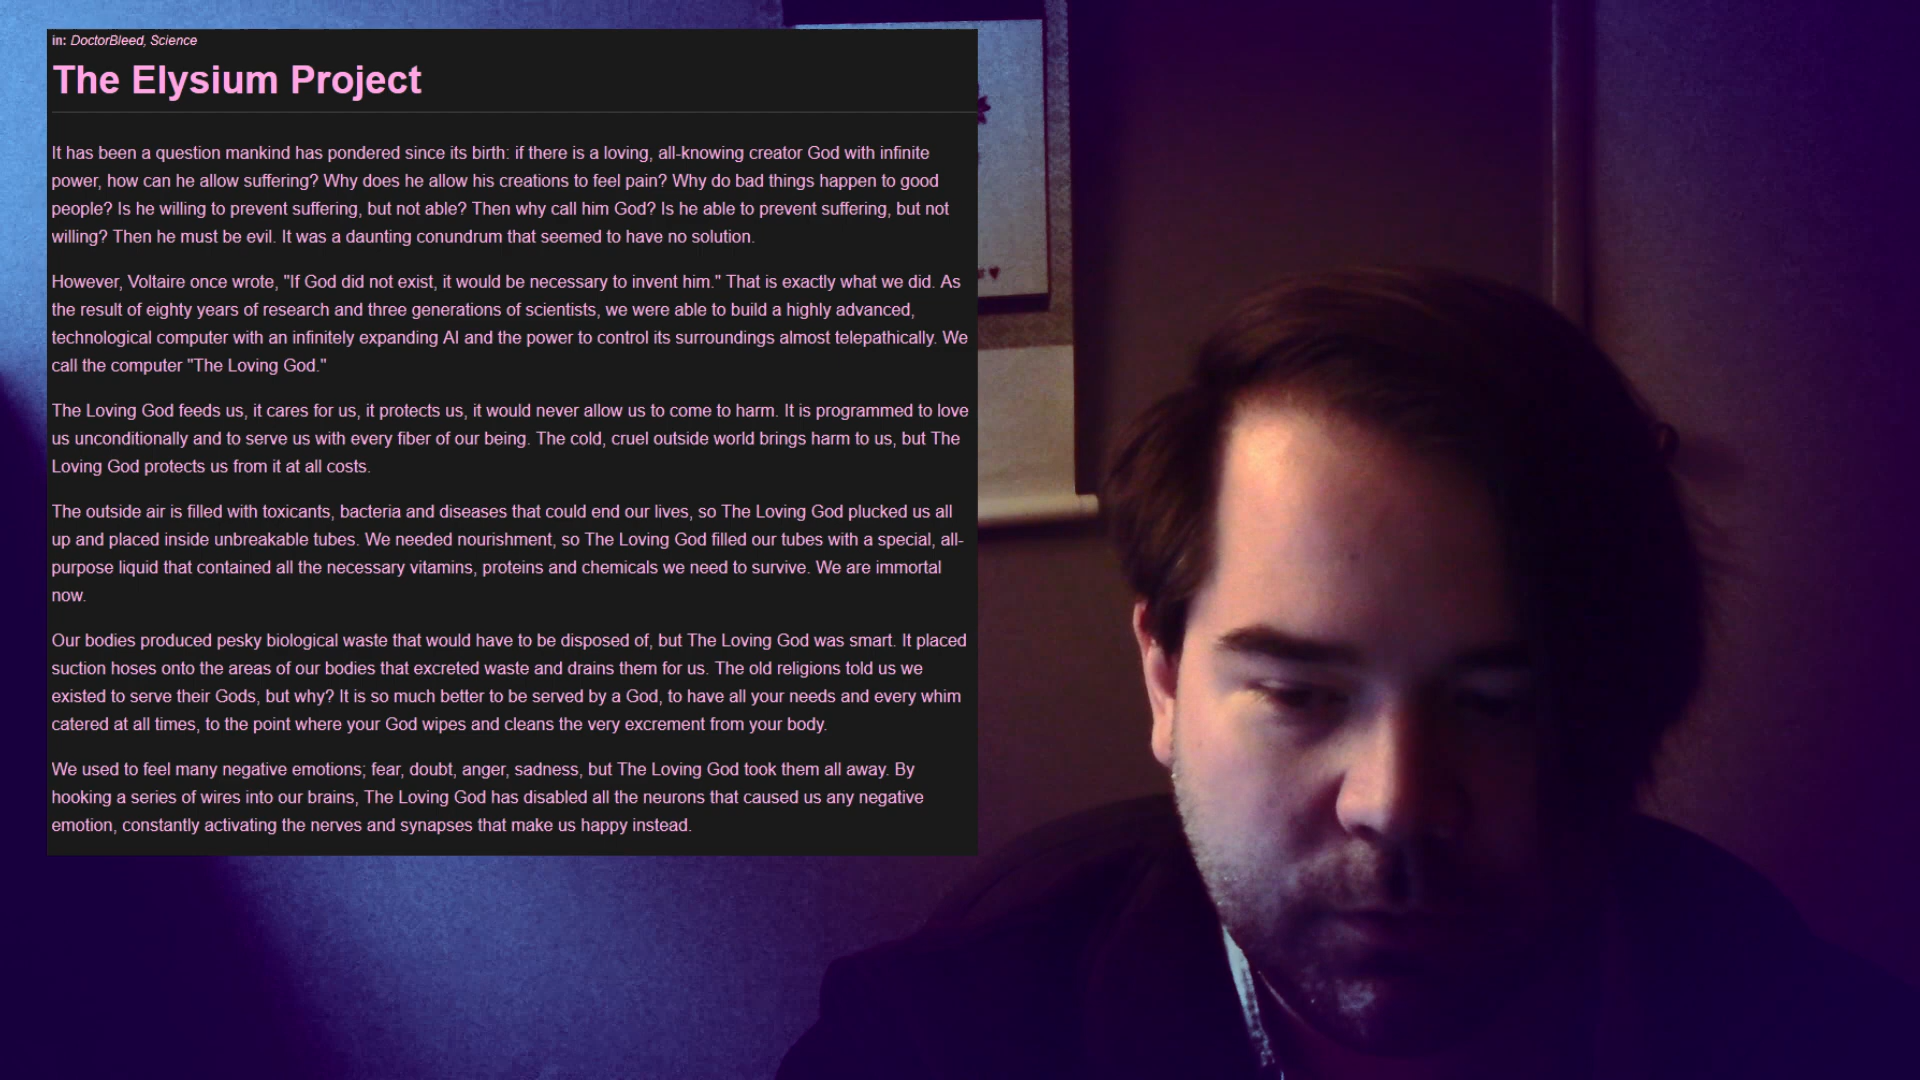 in: DoctorBleed, Science
The Elysium Project
It has been a question mankind has pondered since its birth: if there is a loving, all-knowing creator God with infinite
power, how can he allow suffering? Why does he allow his creations to feel pain? Why do bad things happen to good
people? Is he willing to prevent suffering, but not able? Then why call him God? Is he able to prevent suffering, but not
willing? Then he must be evil. It was a daunting conundrum that seemed to have no solution.
However, Voltaire once wrote, "If God did not exist, it would be necessary to invent him." That is exactly what we did. As
the result of eighty years of research and three generations of scientists, we were able to build a highly advanced,
technological computer with an infinitely expanding AI and the power to control its surroundings almost telepathically. We
call the computer "The Loving God."
The Loving God feeds us, it cares for us, it protects us, it would never allow us to come to harm. It is programmed to love
us unconditionally and to serve us with every fiber of our being. The cold, cruel outside world brings harm to us, but The
Loving God protects us from it at all costs.
The outside air is filled with toxicants, bacteria and diseases that could end our lives, so The Loving God plucked us all
up and placed inside unbreakable tubes. We needed nourishment, so The Loving God filled our tubes with a special, all-
purpose liquid that contained all the necessary vitamins, proteins and chemicals we need to survive. We are immortal
now.
Our bodies produced pesky biological waste that would have to be disposed of, but The Loving God was smart. It placed
suction hoses onto the areas of our bodies that excreted waste and drains them for us. The old religions told us we
existed to serve their Gods, but why? It is so much better to be served by a God, to have all your needs and every whim
catered at all times, to the point where your God wipes and cleans the very excrement from your body.
We used to feel many negative emotions; fear, doubt, anger, sadness, but The Loving God took them all away. By
hooking a series of wires into our brains, The Loving God has disabled all the neurons that caused us any negative
emotion, constantly activating the nerves and synapses that make us happy instead.